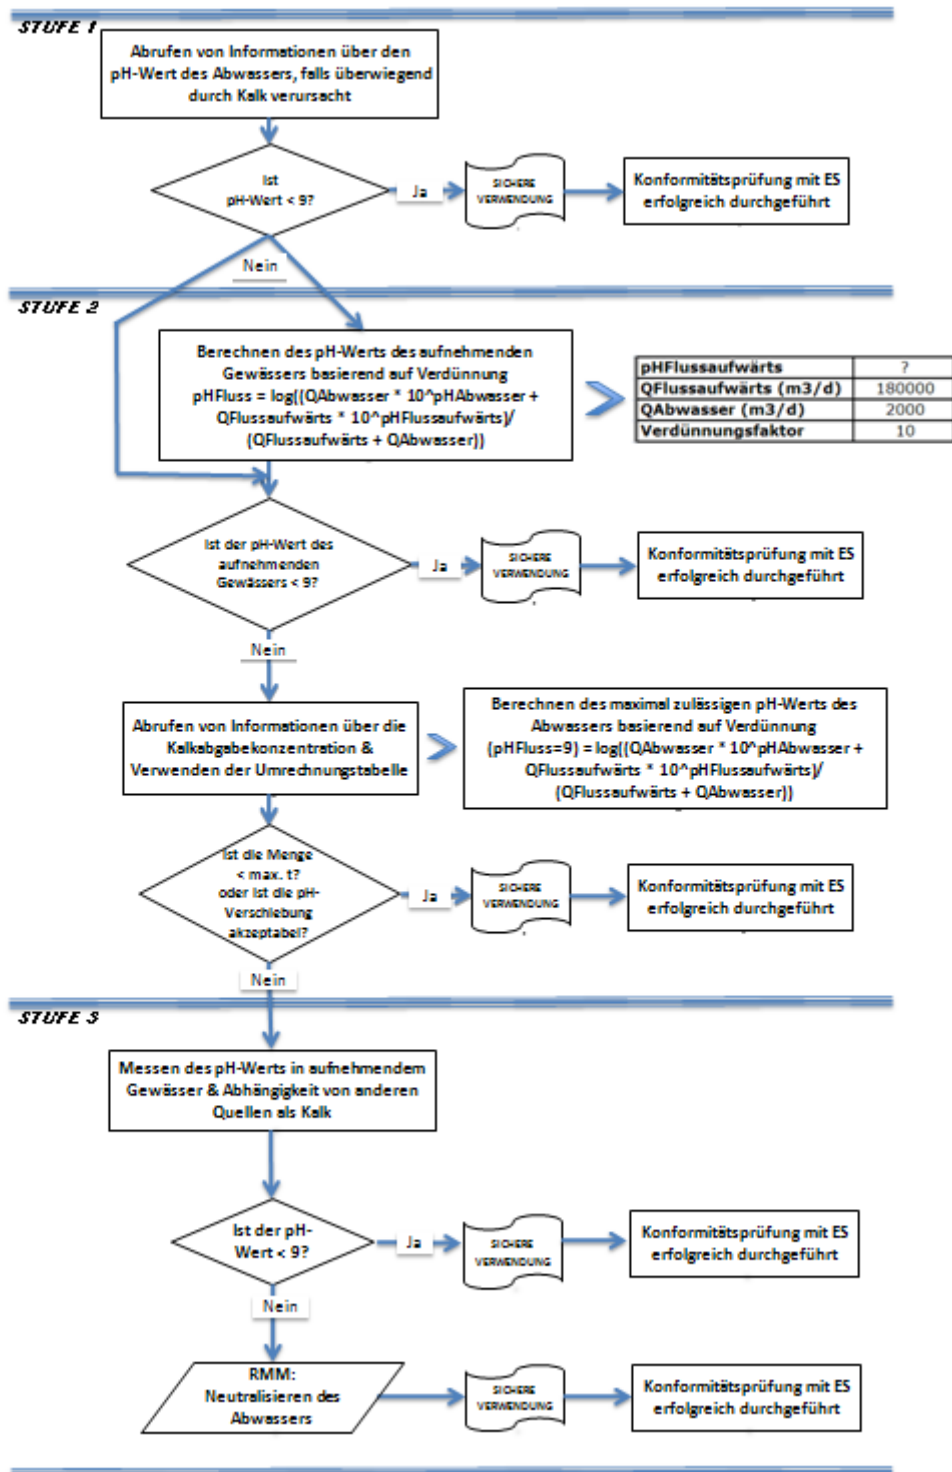 STUFE 1
Abrufen von Informationen über den
pH-Wert des Abwassers, falls überwiegend
durch Kalk verursacht
Ist
pH-Wert < 9?
Ja
SICHERE
VERWENDUNG
Konformitätsprüfung mit ES
erfolgreich durchgeführt
Nein
STUFE 2
Berechnen des pH-Werts des aufnehmenden
Gewässers basierend auf Verdünnung
pHFluss = log((QAbwasser * 10^pHAbwasser +
QFlussaufwärts * 10^pHFlussaufwärts)/
(QFlussaufwärts + QAbwasser))
pHFlussaufwärts ?
QFlussaufwärts (m3/d) 180000
QAbwasser (m3/d) 2000
Verdünnungsfaktor 10
Ist der pH-Wert des
aufnehmenden
Gewässers < 9?
Ja
SICHERE
VERWENDUNG
Konformitätsprüfung mit ES
erfolgreich durchgeführt
Nein
Abrufen von Informationen über die
Kalkabgabekonzentration &
Verwenden der Umrechnungstabelle
Berechnen des maximal zulässigen pH-Werts des
Abwassers basierend auf Verdünnung
(pHFluss=9) = log((QAbwasser * 10^pHAbwasser +
QFlussaufwärts * 10^pHFlussaufwärts)/
(QFlussaufwärts + QAbwasser))
Ist die Menge
< max. t?
oder ist die pH-
Verschiebung
akzeptabel?
Ja
SICHERE
VERWENDUNG
Konformitätsprüfung mit ES
erfolgreich durchgeführt
Nein
STUFE 3
Messen des pH-Werts in aufnehmendem
Gewässer & Abhängigkeit von anderen
Quellen als Kalk
Ist der pH-
Wert < 9?
Ja
SICHERE
VERWENDUNG
Konformitätsprüfung mit ES
erfolgreich durchgeführt
Nein
RMM:
Neutralisieren des
Abwassers
SICHERE
VERWENDUNG
Konformitätsprüfung mit ES
erfolgreich durchgeführt